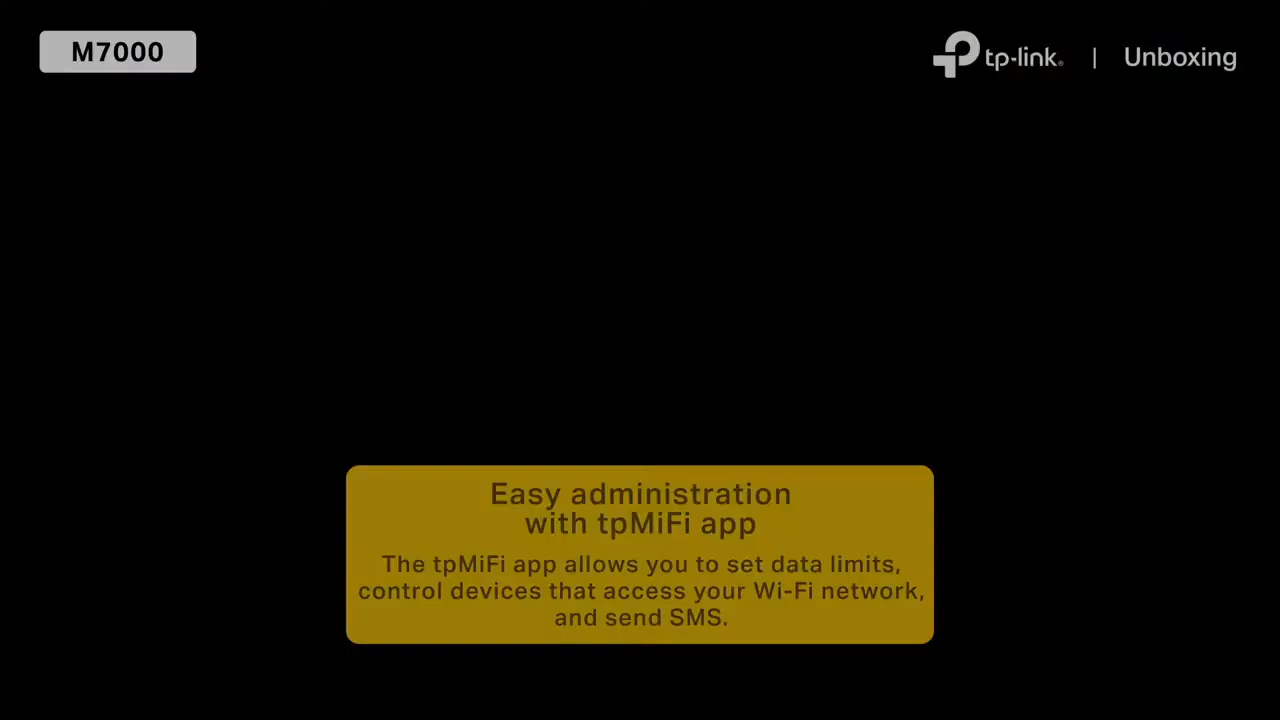 M7000
tp-link | Unboxing
Easy administration
with tpMiFi app
The tpMiFi app allows you to set data limits,
control devices that access your Wi-Fi network,
and send SMS.